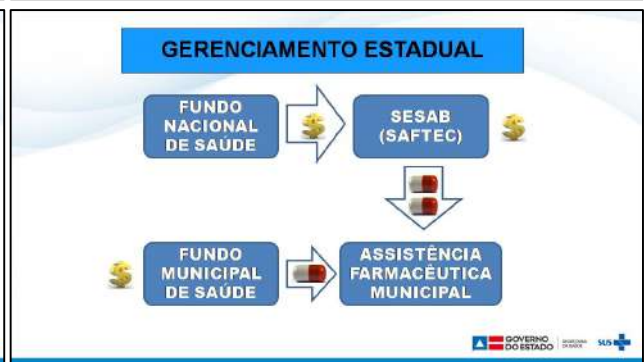 GERENCIAMENTO ESTADUAL
FUNDO
NACIONAL
DE SAÚDE
$
SESAB
(SAFTEC)
$
$
FUNDO
MUNICIPAL
DE SAÚDE
ASSISTÊNCIA
FARMACÊUTICA
MUNICIPAL
GOVERNO
DO ESTADO
SUS